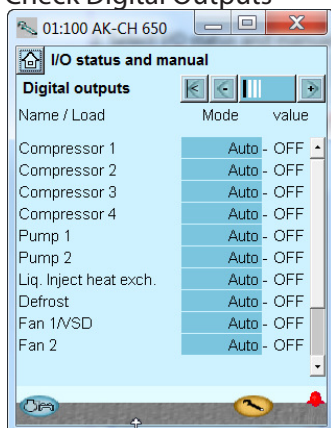 Check Digital Outputs
01:100 AK-CH 650
I/O status and manual
Digital outputs
Name / Load Mode value
Compressor 1 Auto - OFF
Compressor 2 Auto - OFF
Compressor 3 Auto - OFF
Compressor 4 Auto - OFF
Pump 1 Auto - OFF
Pump 2 Auto - OFF
Liq. Inject heat exch. Auto - OFF
Defrost Auto - OFF
Fan 1/VSD Auto - OFF
Fan 2 Auto - OFF